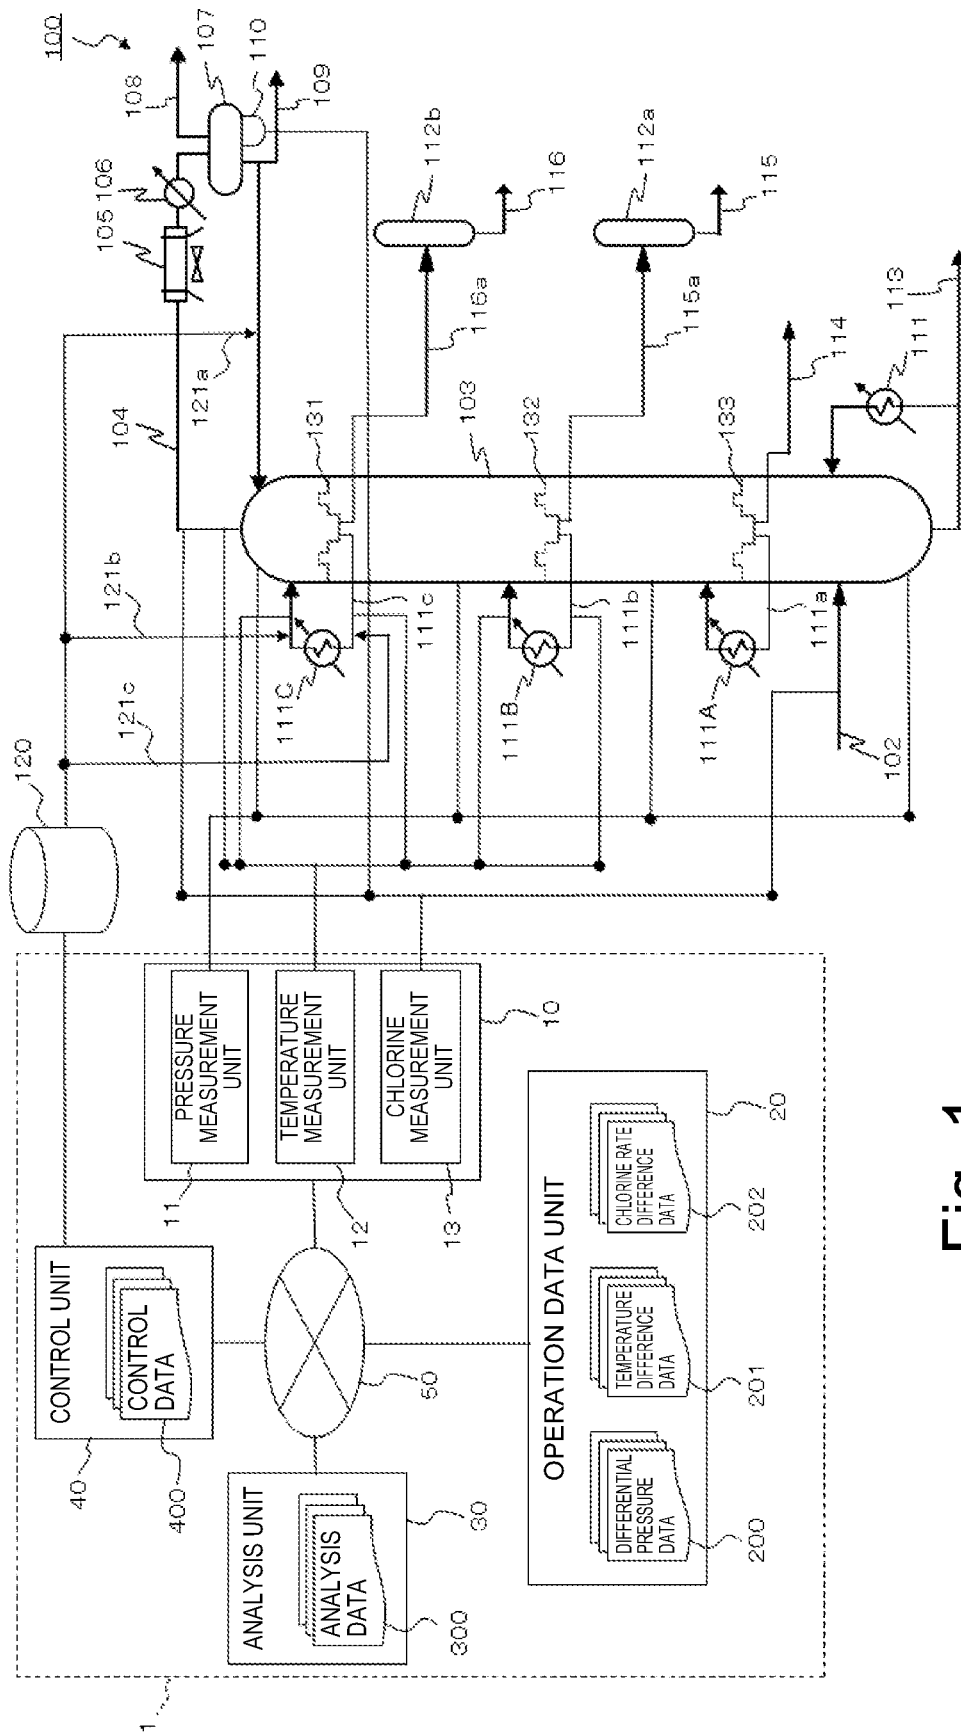 100
108
107
110
109
106
105
104
121a
112b
116
116a
112a
115
115a
114
113
111
131
103
132
133
121b
121c
120
111C
111c
111B
111b
111A
111a
102
PRESSURE
MEASUREMENT
UNIT
11
TEMPERATURE
MEASUREMENT
UNIT
12
CHLORINE
MEASUREMENT
UNIT
13
10
CONTROL UNIT
CONTROL
DATA
40
400
50
ANALYSIS UNIT
ANALYSIS
DATA
30
300
OPERATION DATA UNIT
20
DIFFERENTIAL
PRESSURE
DATA
200
TEMPERATURE
DIFFERENCE
DATA
201
CHLORINE RATE
DIFFERENCE
DATA
202
1
Fig. 1